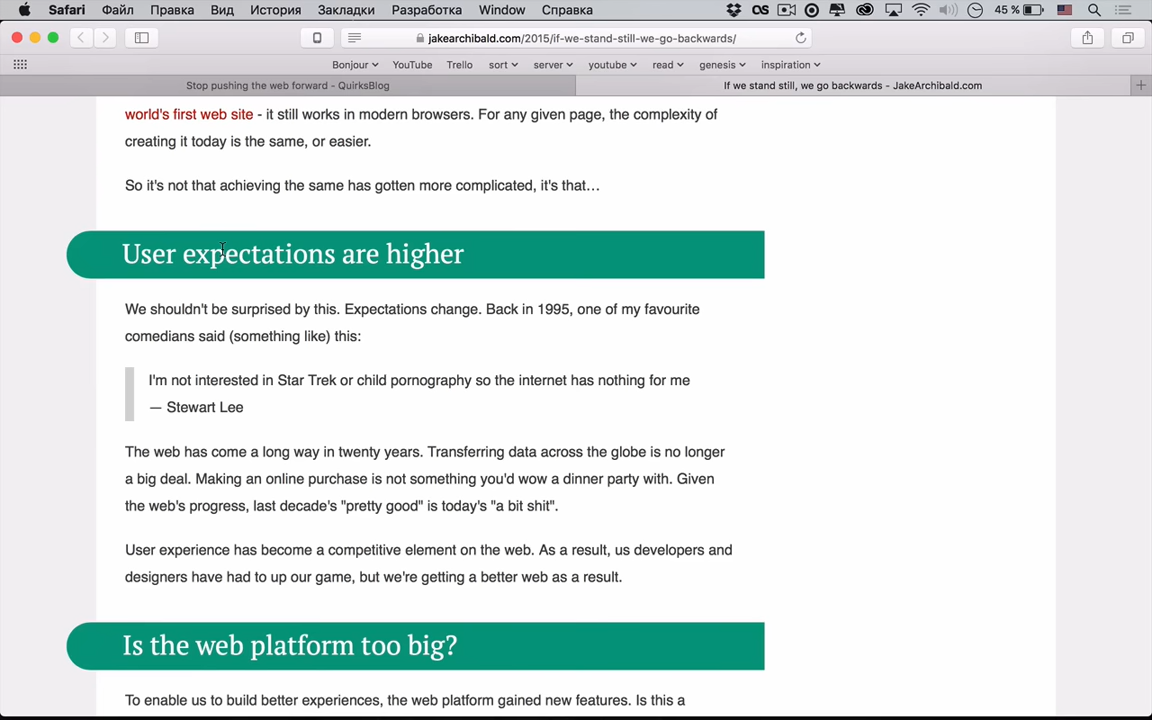 Safari Файл Правка Вид История Закладки Разработка Window Справка 45 %
jakearchibald.com/2015/if-we-stand-still-we-go-backwards/
Bonjour YouTube Trello sort server youtube read genesis inspiration
Stop pushing the web forward - QuirksBlog If we stand still, we go backwards - JakeArchibald.com
world's first web site - it still works in modern browsers. For any given page, the complexity of
creating it today is the same, or easier.
So it's not that achieving the same has gotten more complicated, it's that…
User expectations are higher
We shouldn't be surprised by this. Expectations change. Back in 1995, one of my favourite
comedians said (something like) this:
I'm not interested in Star Trek or child pornography so the internet has nothing for me
— Stewart Lee
The web has come a long way in twenty years. Transferring data across the globe is no longer
a big deal. Making an online purchase is not something you'd wow a dinner party with. Given
the web's progress, last decade's "pretty good" is today's "a bit shit".
User experience has become a competitive element on the web. As a result, us developers and
designers have had to up our game, but we're getting a better web as a result.
Is the web platform too big?
To enable us to build better experiences, the web platform gained new features. Is this a